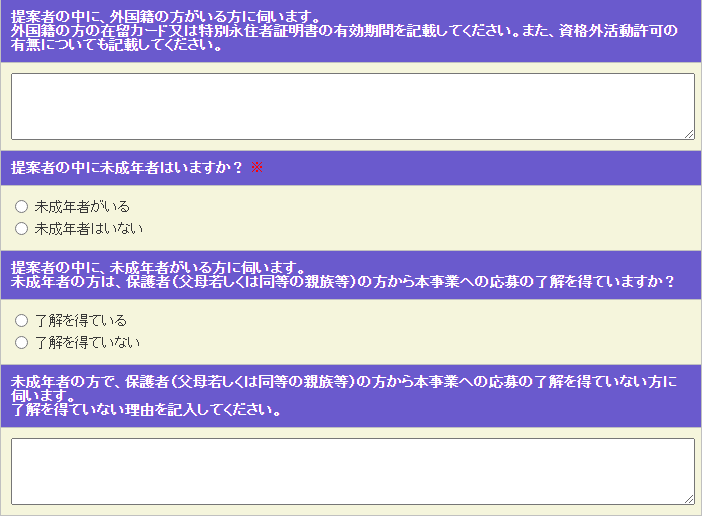 提案者の中に、外国籍の方がいる方に伺います。
外国籍の方の在留カード又は特別永住者証明書の有効期間を記載してください。また、資格外活動許可の
有無についても記載してください。
提案者の中に未成年者はいますか？ ※
未成年者がいる
未成年者はいない
提案者の中に、未成年者がいる方に伺います。
未成年者の方は、保護者（父母若しくは同等の親族等）の方から本事業への応募の了解を得ていますか？
了解を得ている
了解を得ていない
未成年者の方で、保護者（父母若しくは同等の親族等）の方から本事業への応募の了解を得ていない方に
伺います。
了解を得ていない理由を記入してください。